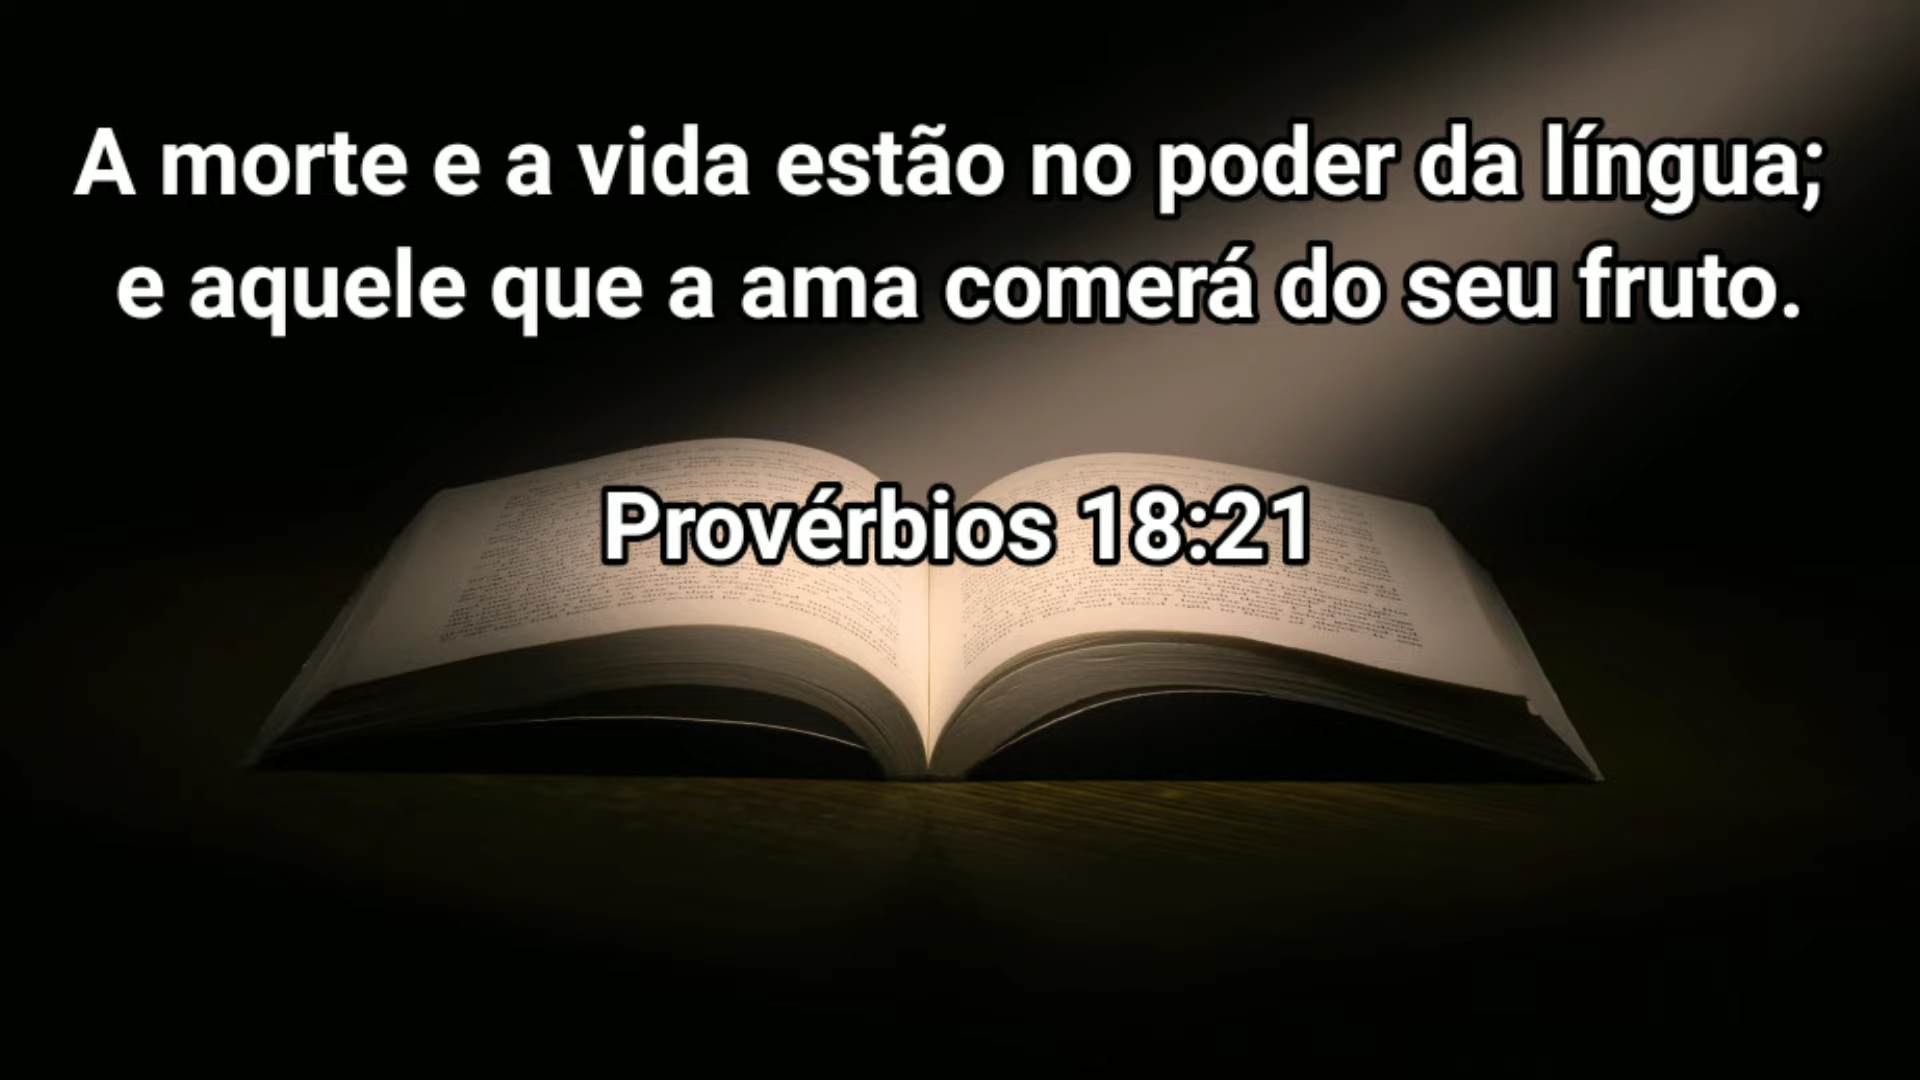 A morte e a vida estão no poder da língua;
e aquele que a ama comerá do seu fruto.
Provérbios 18:21